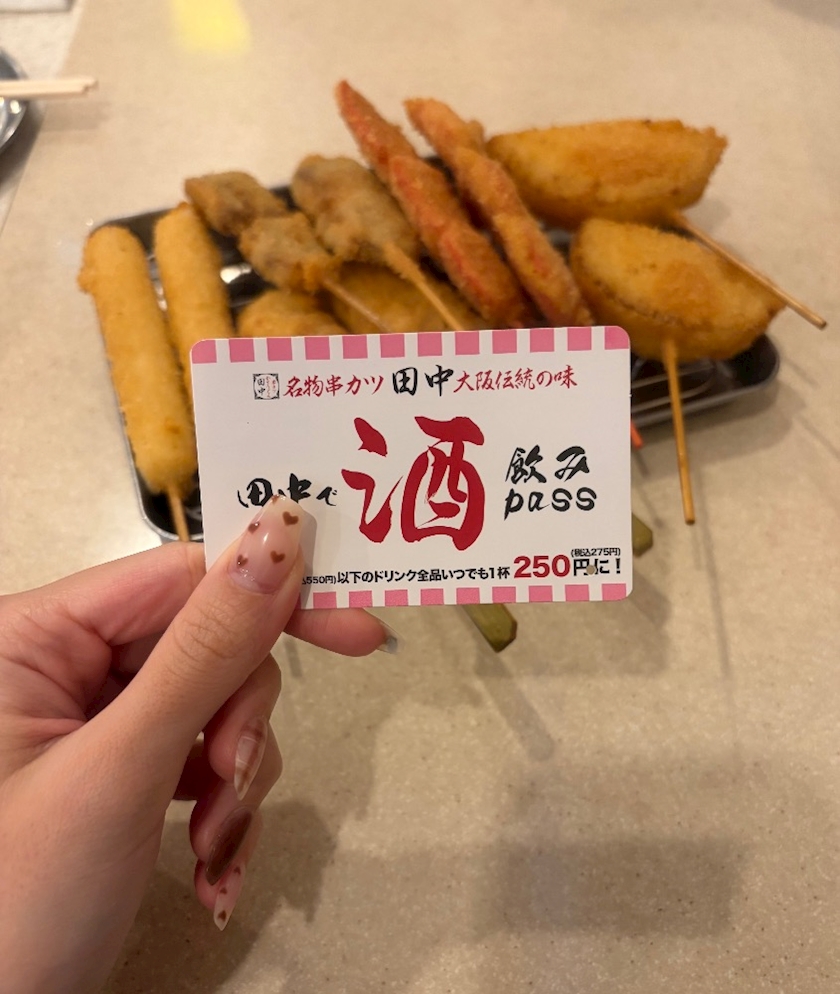 名物串カツ 田中 大阪伝統の味
田中で 酒 飲み pass
550円)以下のドリンク全品いつでも1杯 250円に!
(税込275円)